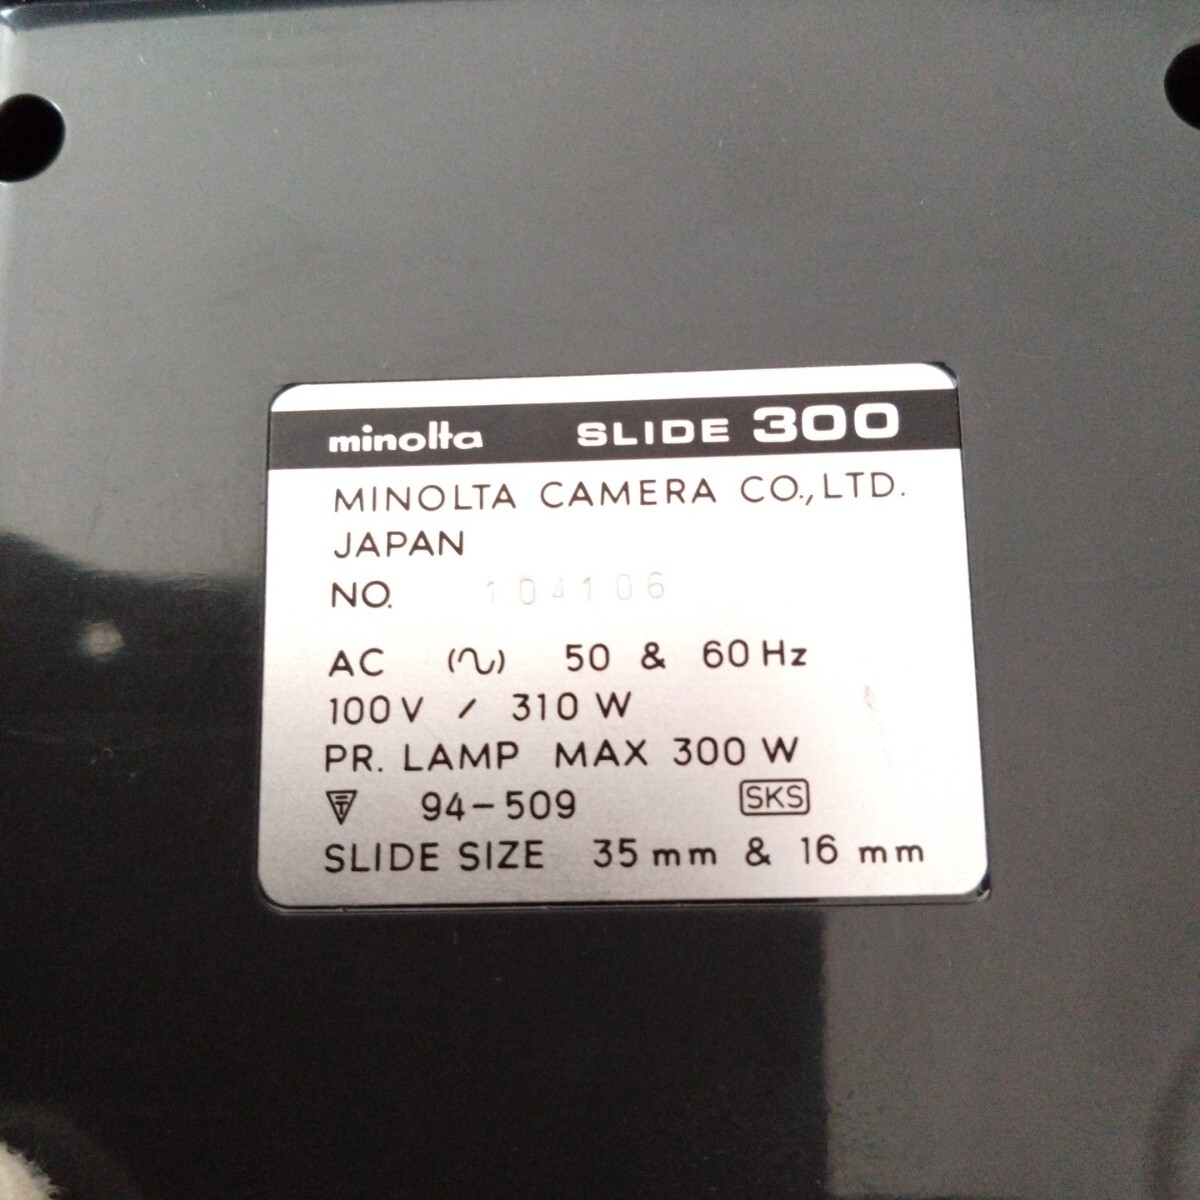 minolta SLIDE 300
MINOLTA CAMERA CO., LTD.
JAPAN
NO. 104106
AC (∿) 50 & 60 Hz
100 V / 310 W
PR. LAMP MAX 300 W
94-509 SKS
SLIDE SIZE 35 mm & 16 mm